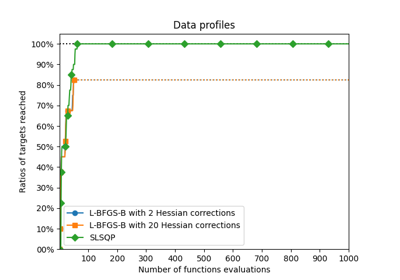 Data profiles
100%
90%
80%
70%
60%
50%
40%
30%
20%
10%
00%
Ratios of targets reached
L-BFGS-B with 2 Hessian corrections
L-BFGS-B with 20 Hessian corrections
SLSQP
100 200 300 400 500 600 700 800 900 1000
Number of functions evaluations